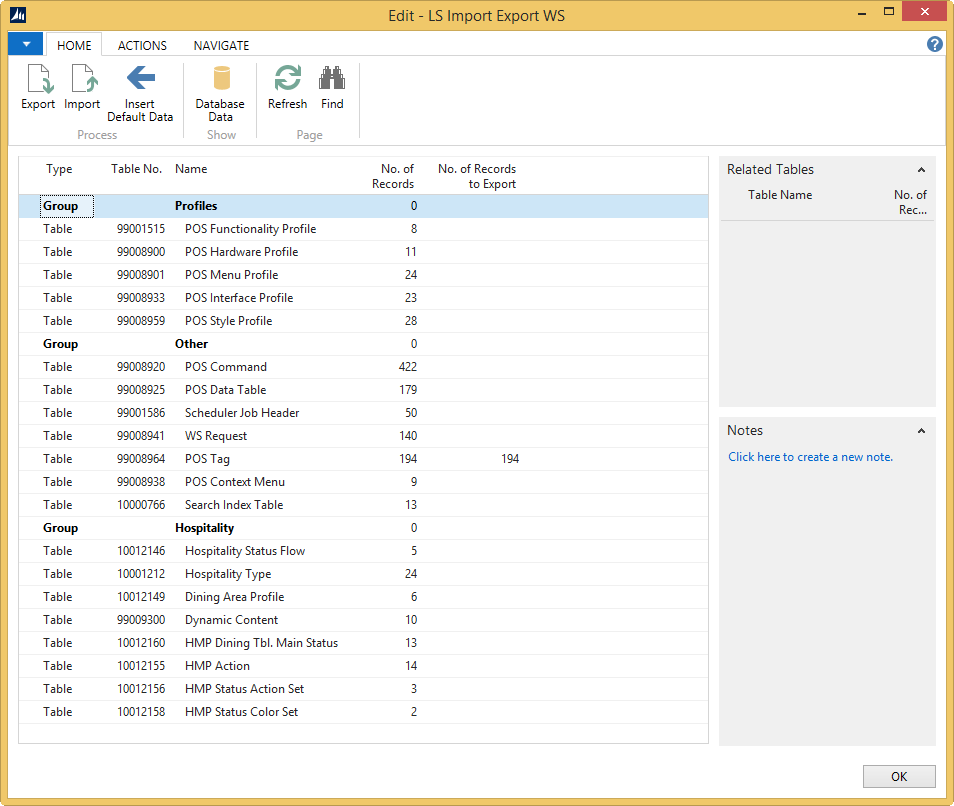 Edit - LS Import Export WS
HOME ACTIONS NAVIGATE
Export Import Insert Default Data Database Data Refresh Find
Process Show Page
Type Table No. Name No. of Records No. of Records to Export
Group Profiles 0
Table 99001515 POS Functionality Profile 8
Table 99008900 POS Hardware Profile 11
Table 99008901 POS Menu Profile 24
Table 99008933 POS Interface Profile 23
Table 99008959 POS Style Profile 28
Group Other 0
Table 99008920 POS Command 422
Table 99008925 POS Data Table 179
Table 99001586 Scheduler Job Header 50
Table 99008941 WS Request 140
Table 99008964 POS Tag 194 194
Table 99008938 POS Context Menu 9
Table 10000766 Search Index Table 13
Group Hospitality 0
Table 10012146 Hospitality Status Flow 5
Table 10001212 Hospitality Type 24
Table 10012149 Dining Area Profile 6
Table 99009300 Dynamic Content 10
Table 10012160 HMP Dining Tbl. Main Status 13
Table 10012155 HMP Action 14
Table 10012156 HMP Status Action Set 3
Table 10012158 HMP Status Color Set 2
Related Tables
Table Name No. of Rec...
Notes
Click here to create a new note.
OK